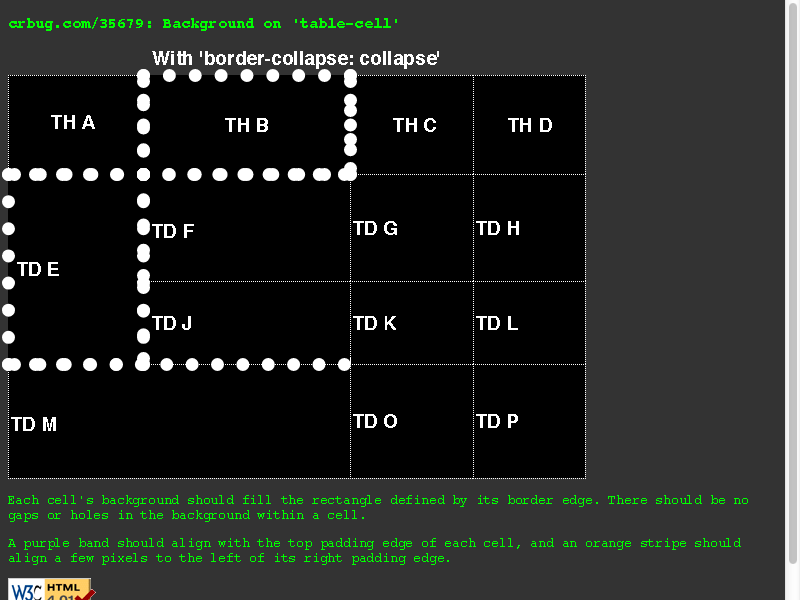 crbug.com/35679: Background on 'table-cell'
With 'border-collapse: collapse'
TH A TH B TH C TH D
TD E TD F TD G TD H
TD J TD K TD L
TD M TD O TD P
Each cell's background should fill the rectangle defined by its border edge. There should be no
gaps or holes in the background within a cell.
A purple band should align with the top padding edge of each cell, and an orange stripe should
align a few pixels to the left of its right padding edge.
W3C HTML